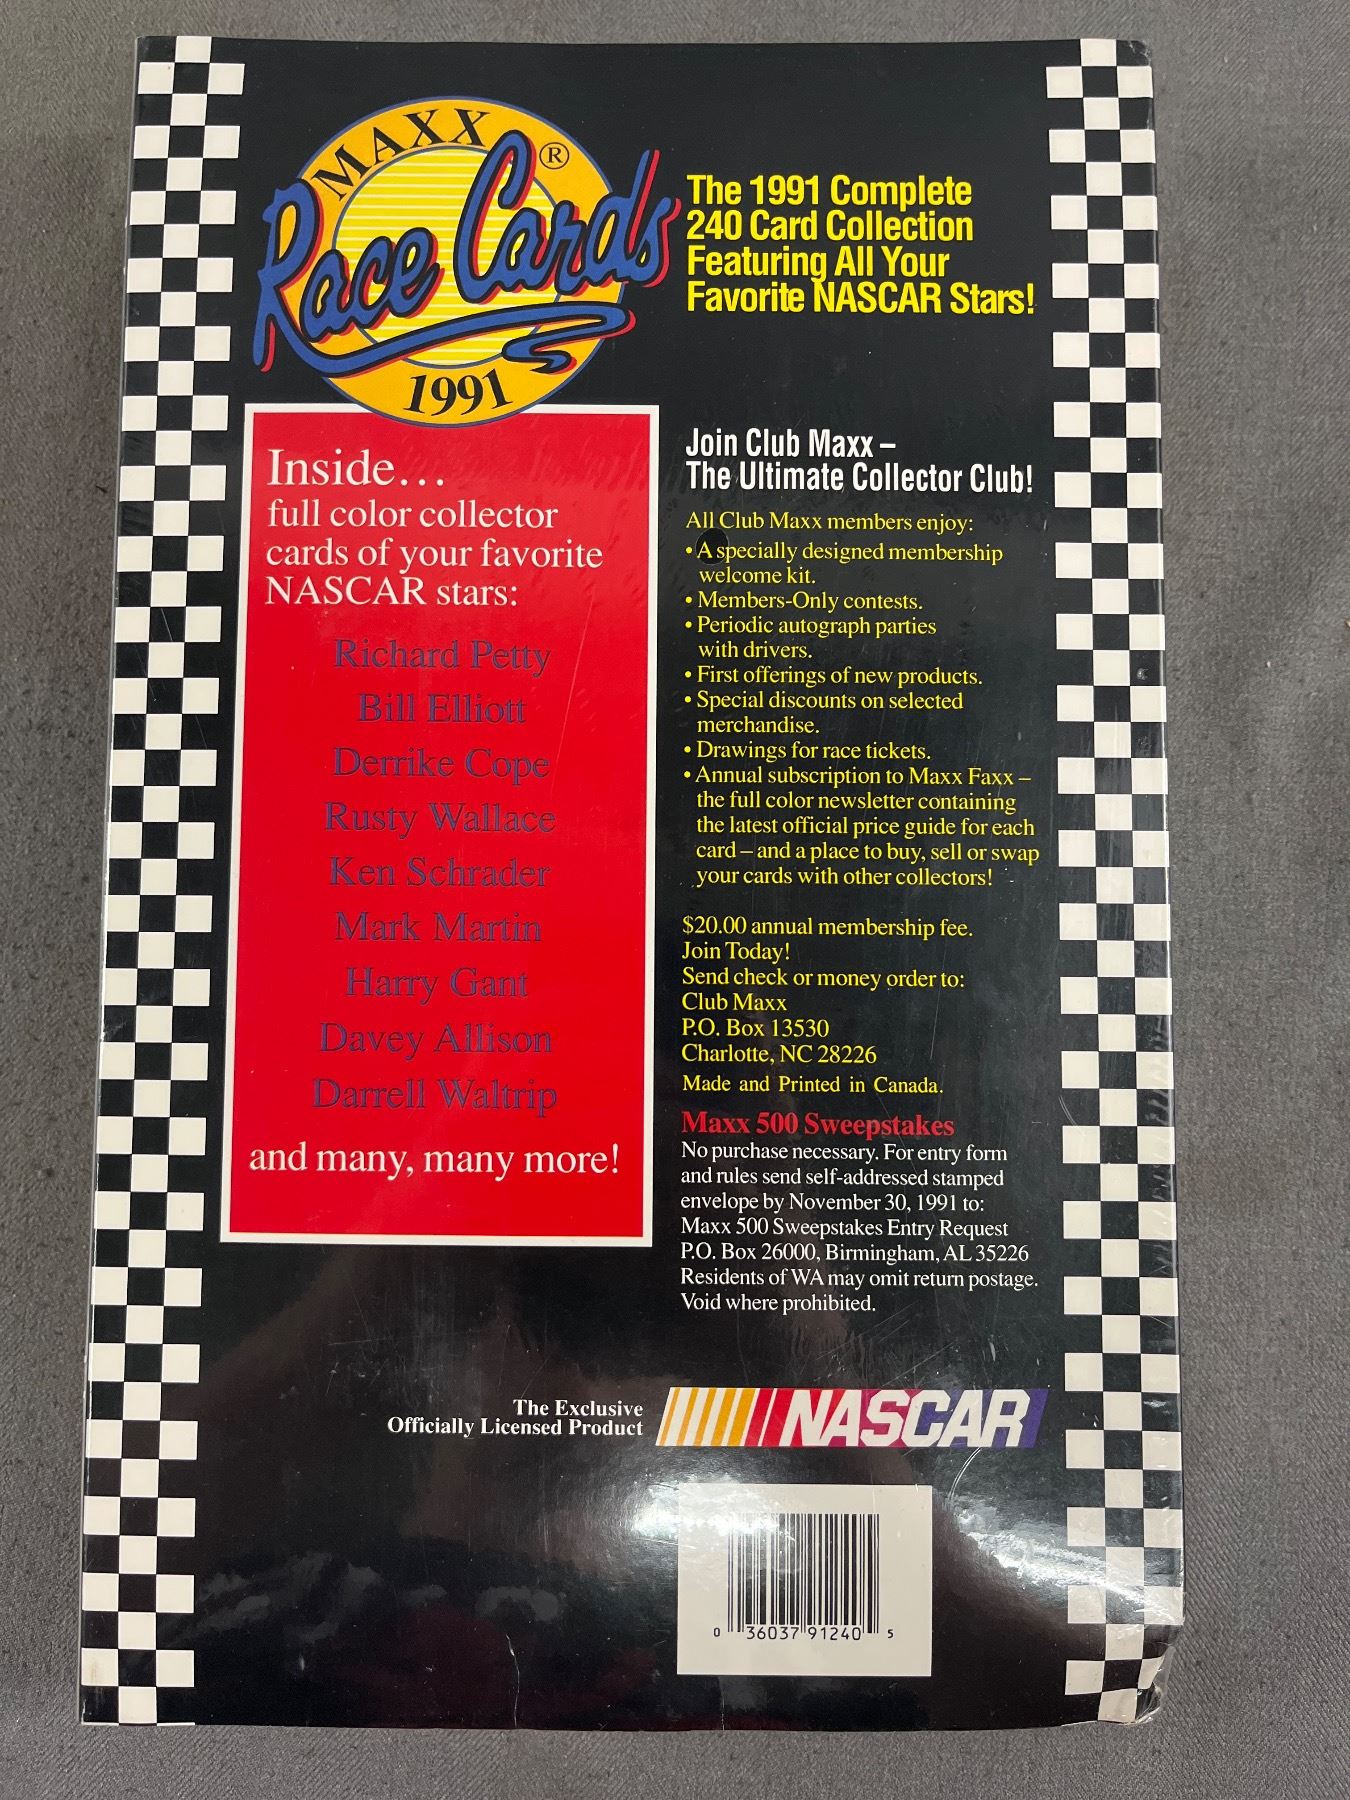 MAXX ®
Race Cards
1991
The 1991 Complete
240 Card Collection
Featuring All Your
Favorite NASCAR Stars!
Inside...
full color collector
cards of your favorite
NASCAR stars:
Richard Petty
Bill Elliott
Derrike Cope
Rusty Wallace
Ken Schrader
Mark Martin
Harry Gant
Davey Allison
Darrell Waltrip
and many, many more!
Join Club Maxx –
The Ultimate Collector Club!
All Club Maxx members enjoy:
• A specially designed membership
welcome kit.
• Members-Only contests.
• Periodic autograph parties
with drivers.
• First offerings of new products.
• Special discounts on selected
merchandise.
• Drawings for race tickets.
• Annual subscription to Maxx Faxx –
the full color newsletter containing
the latest official price guide for each
card – and a place to buy, sell or swap
your cards with other collectors!
$20.00 annual membership fee.
Join Today!
Send check or money order to:
Club Maxx
P.O. Box 13530
Charlotte, NC 28226
Made and Printed in Canada.
Maxx 500 Sweepstakes
No purchase necessary. For entry form
and rules send self-addressed stamped
envelope by November 30, 1991 to:
Maxx 500 Sweepstakes Entry Request
P.O. Box 26000, Birmingham, AL 35226
Residents of WA may omit return postage.
Void where prohibited.
The Exclusive
Officially Licensed Product
NASCAR
0 36037 91240 5